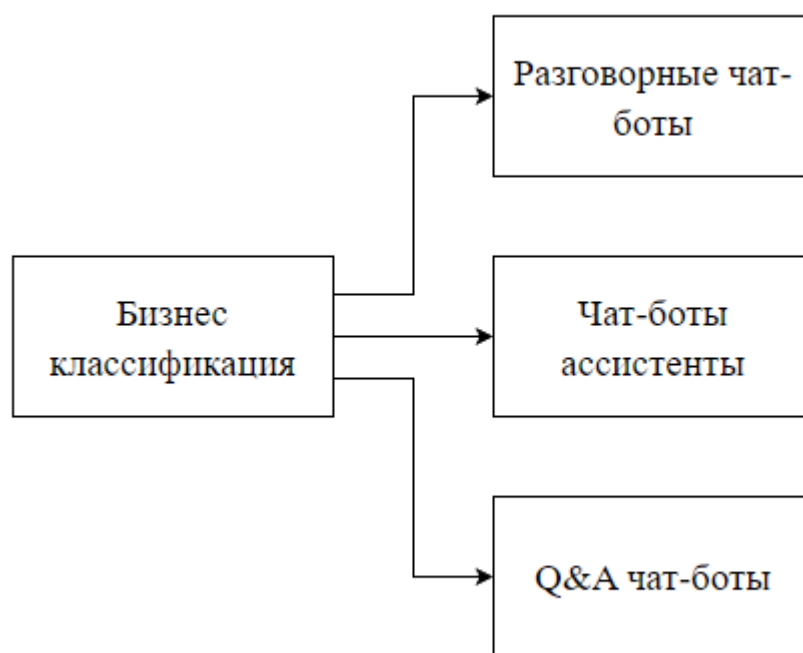 Разговорные чат-
боты
Бизнес
классификация
Чат-боты
ассистенты
Q&A чат-боты